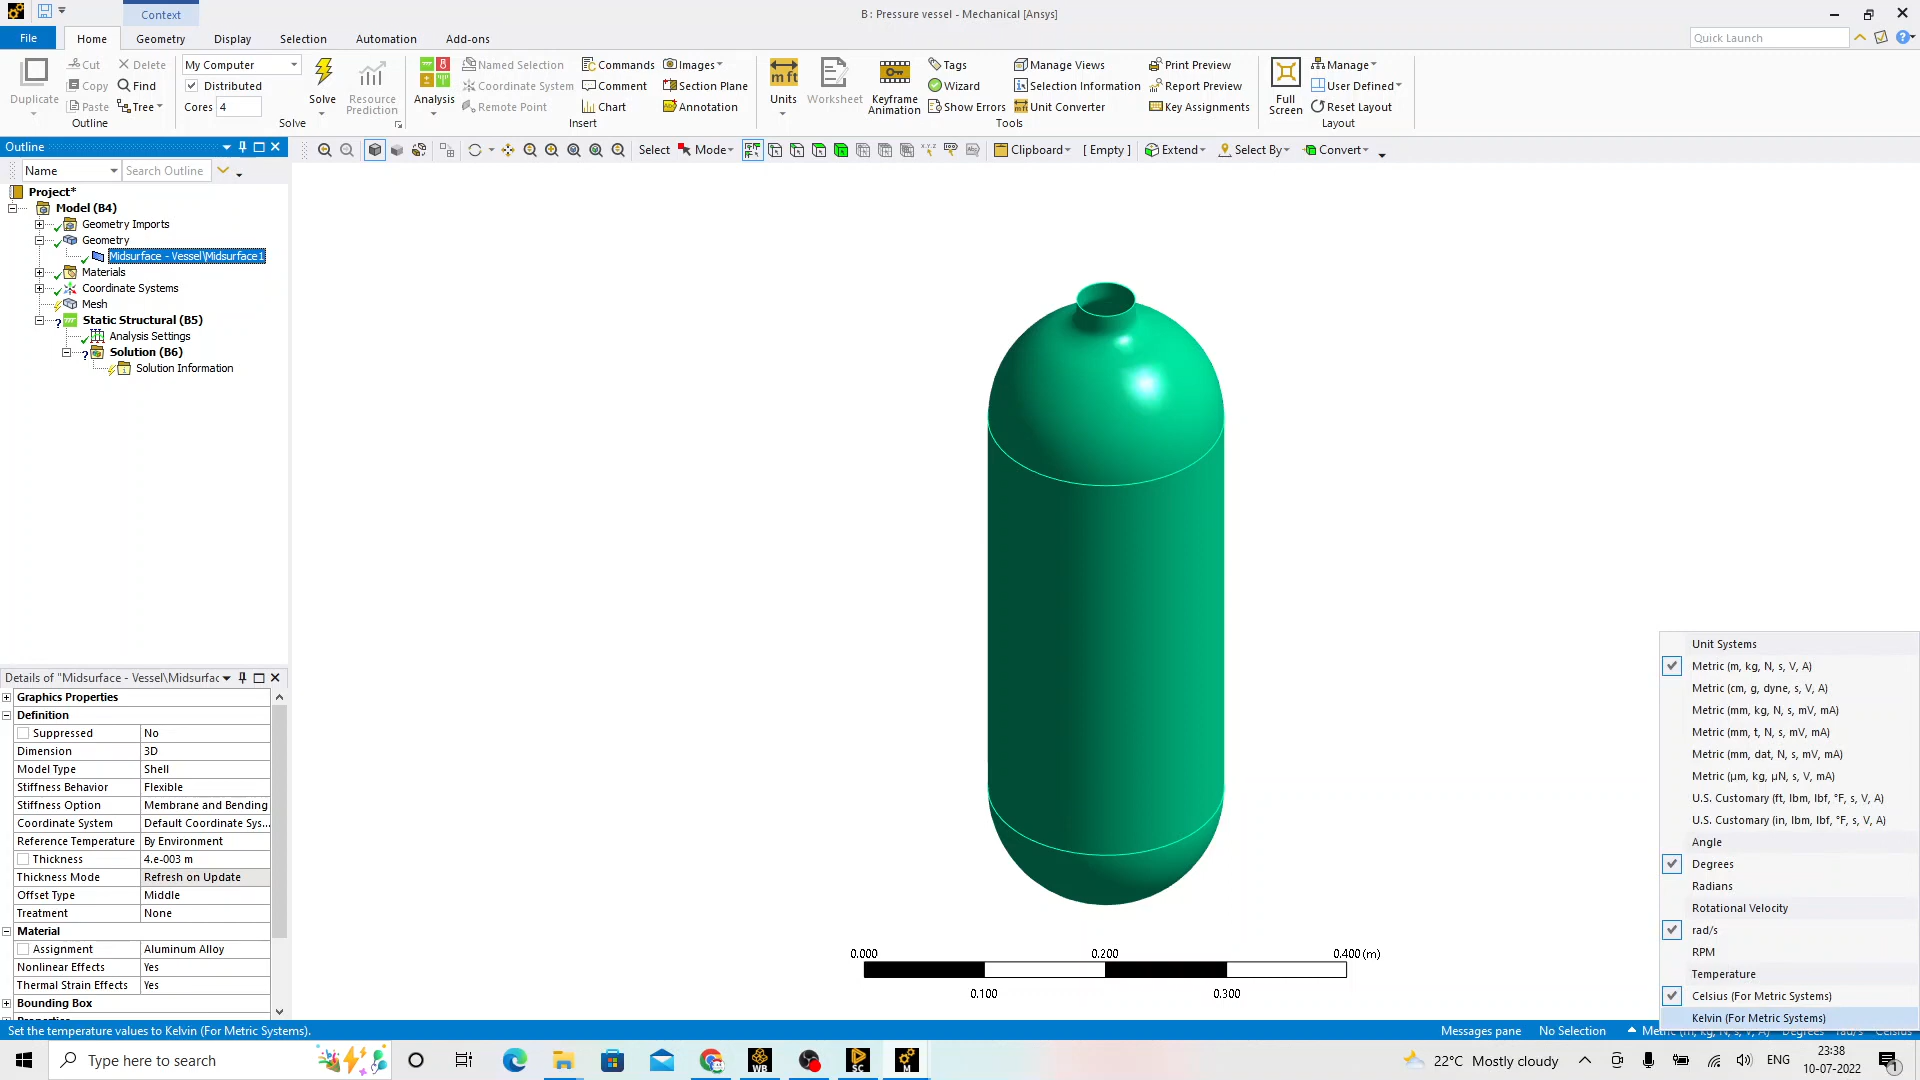 Context
B : Pressure vessel - Mechanical [Ansys]
File Home Geometry Display Selection Automation Add-ons
Quick Launch
Duplicate
Cut Delete
Copy Find
Paste Tree
Outline
My Computer
Distributed
Cores 4
Solve
Resource Prediction
Solve
Analysis
Named Selection
Coordinate System
Remote Point
Commands
Comment
Chart
Images
Section Plane
Annotation
Insert
Units
Worksheet
Keyframe Animation
Tags
Wizard
Show Errors
Manage Views
Selection Information
Unit Converter
Print Preview
Report Preview
Key Assignments
Tools
Full Screen
Manage
User Defined
Reset Layout
Layout
Outline
Select Mode Clipboard [ Empty ] Extend Select By Convert
Name Search Outline
Project*
Model (B4)
Geometry Imports
Geometry
Midsurface - Vessel\Midsurface1
Materials
Coordinate Systems
Mesh
Static Structural (B5)
Analysis Settings
Solution (B6)
Solution Information
Details of "Midsurface - Vessel\Midsurfac
Graphics Properties
Definition
Suppressed No
Dimension 3D
Model Type Shell
Stiffness Behavior Flexible
Stiffness Option Membrane and Bending
Coordinate System Default Coordinate Sys...
Reference Temperature By Environment
Thickness 4.e-003 m
Thickness Mode Refresh on Update
Offset Type Middle
Treatment None
Material
Assignment Aluminum Alloy
Nonlinear Effects Yes
Thermal Strain Effects Yes
Bounding Box
0.000 0.200 0.400 (m)
0.100 0.300
Unit Systems
Metric (m, kg, N, s, V, A)
Metric (cm, g, dyne, s, V, A)
Metric (mm, kg, N, s, mV, mA)
Metric (mm, t, N, s, mV, mA)
Metric (mm, dat, N, s, mV, mA)
Metric (µm, kg, µN, s, V, mA)
U.S. Customary (ft, lbm, lbf, °F, s, V, A)
U.S. Customary (in, lbm, lbf, °F, s, V, A)
Angle
Degrees
Radians
Rotational Velocity
rad/s
RPM
Temperature
Celsius (For Metric Systems)
Kelvin (For Metric Systems)
Set the temperature values to Kelvin (For Metric Systems).
Messages pane No Selection Metric (m, kg, N, s, V, A) Degrees rad/s Celsius
Type here to search
WB
SC
M
22°C Mostly cloudy
ENG
23:38
10-07-2022
1